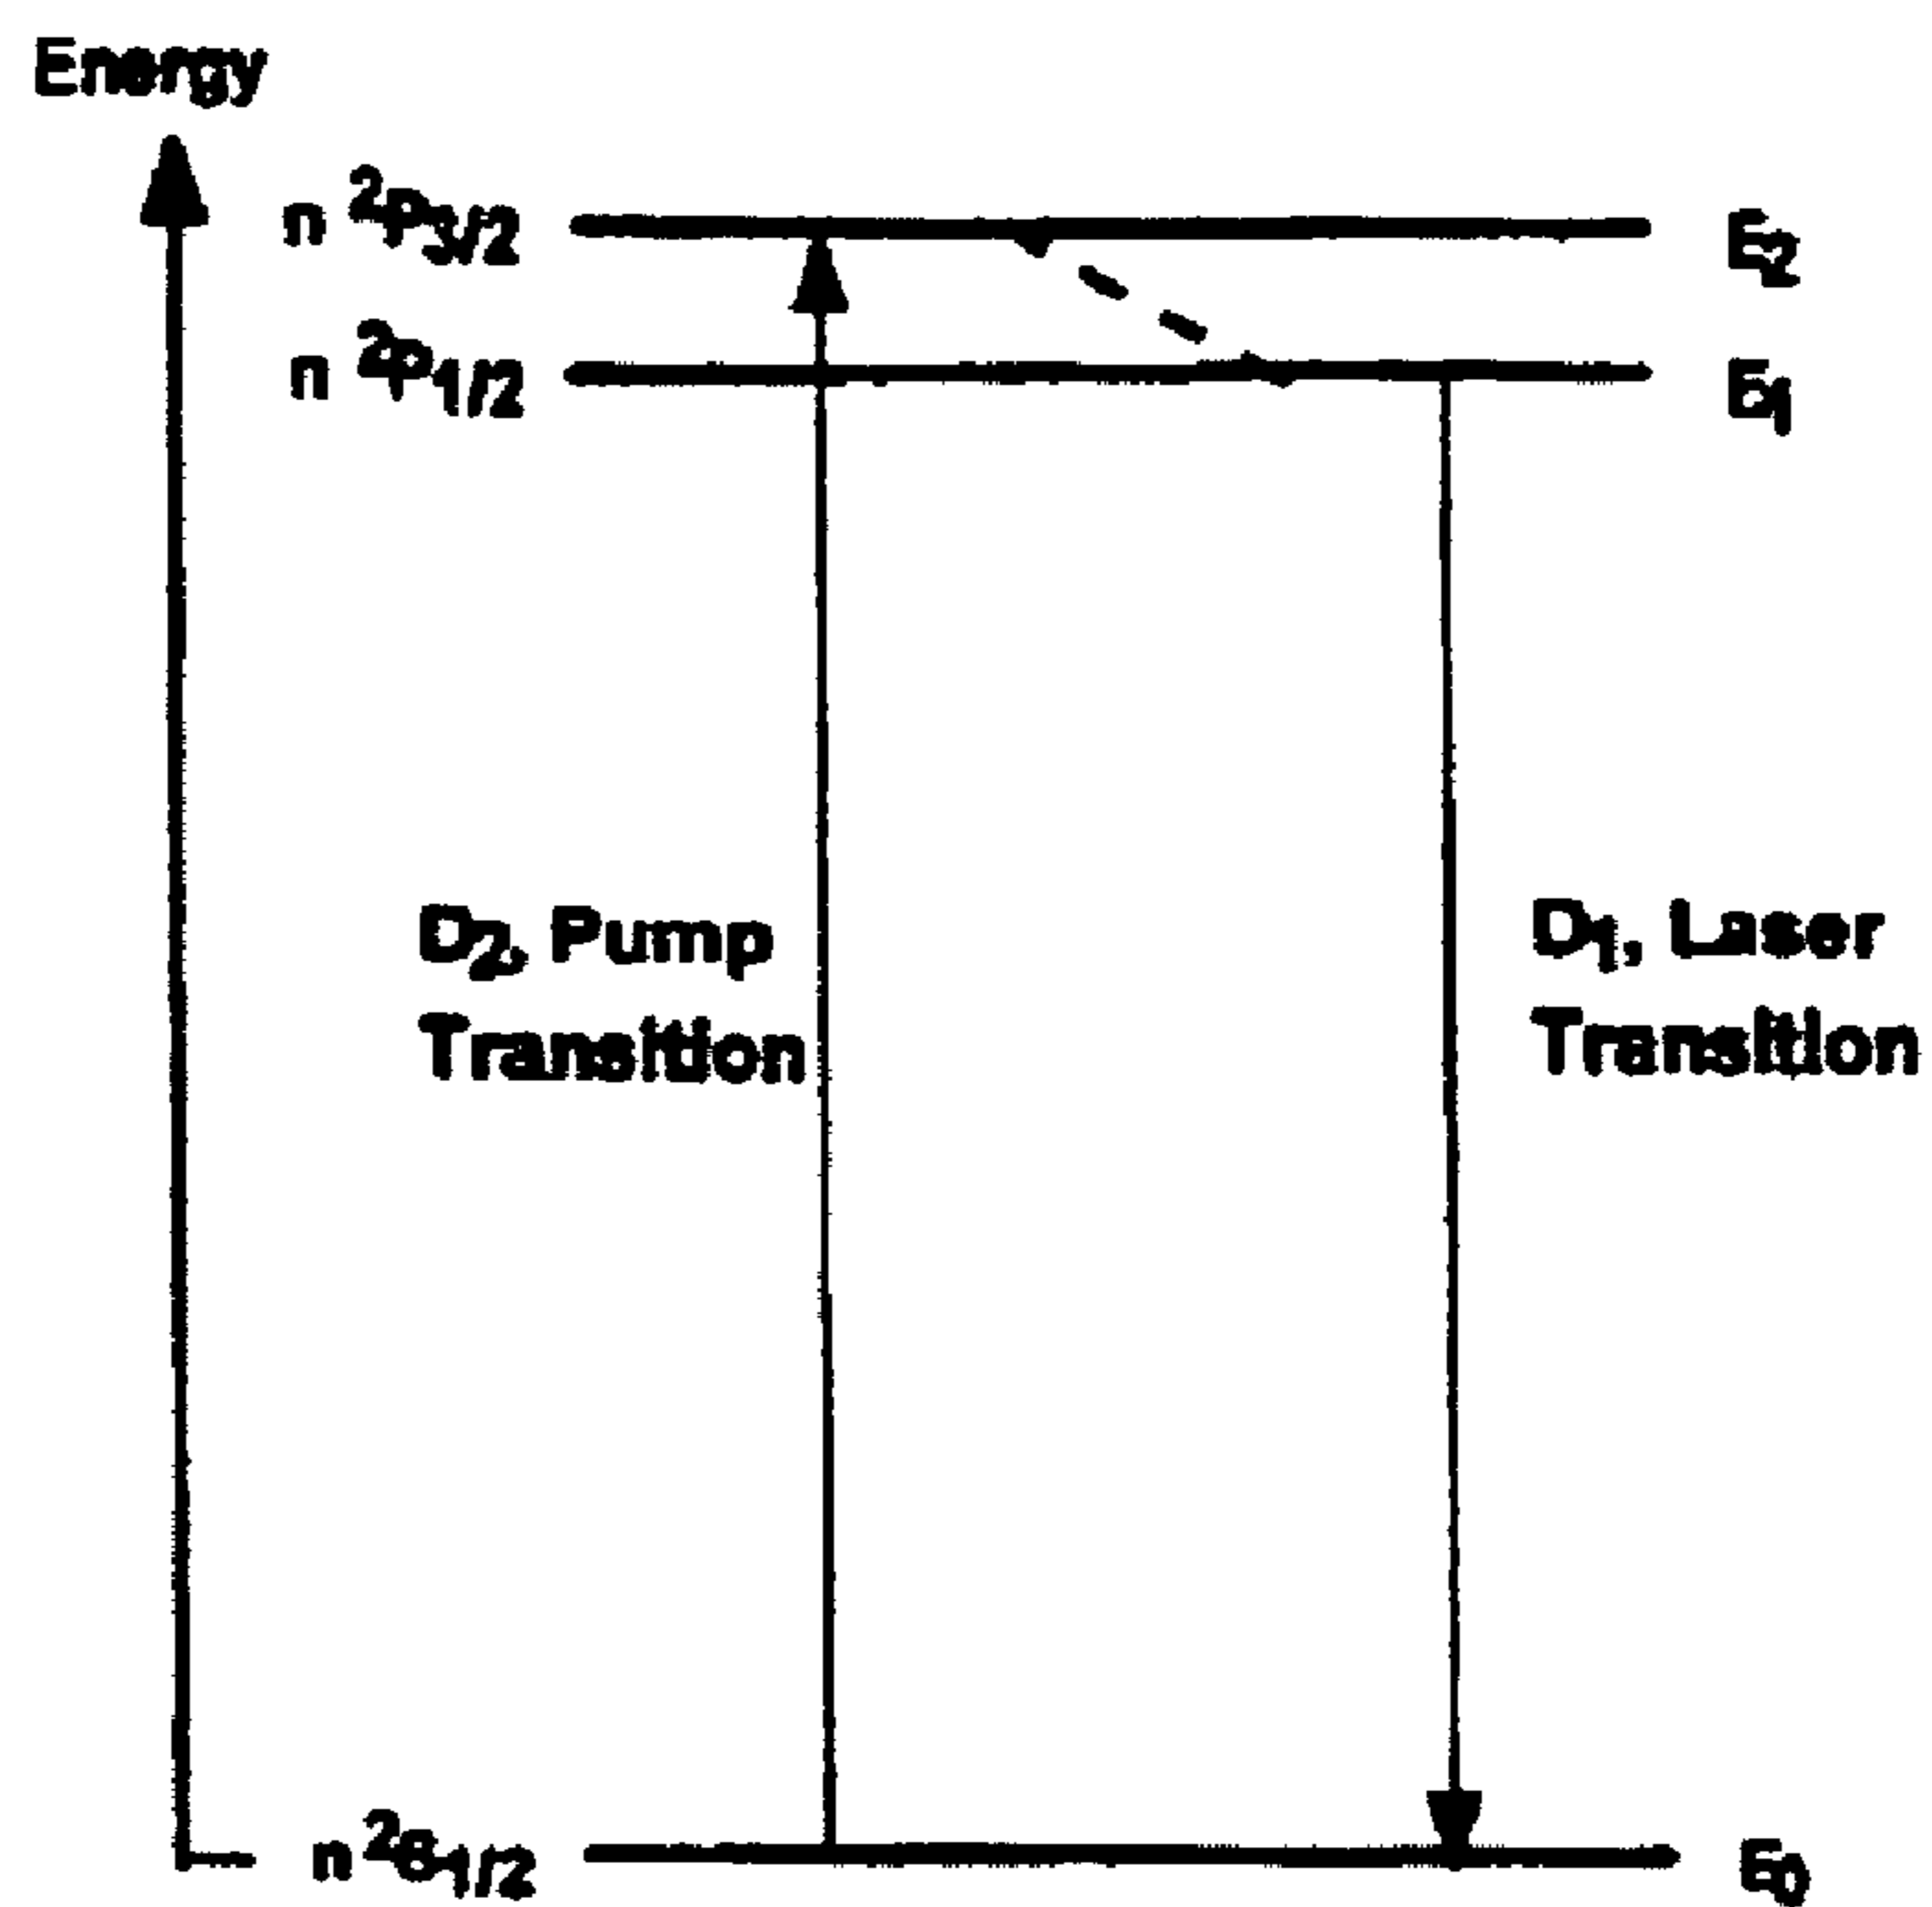 Energy
n ²P₃/₂
E₂
n ²P₁/₂
E₁
D₂, Pump
Transition
D₁, Laser
Transition
n ²S₁/₂
E₀